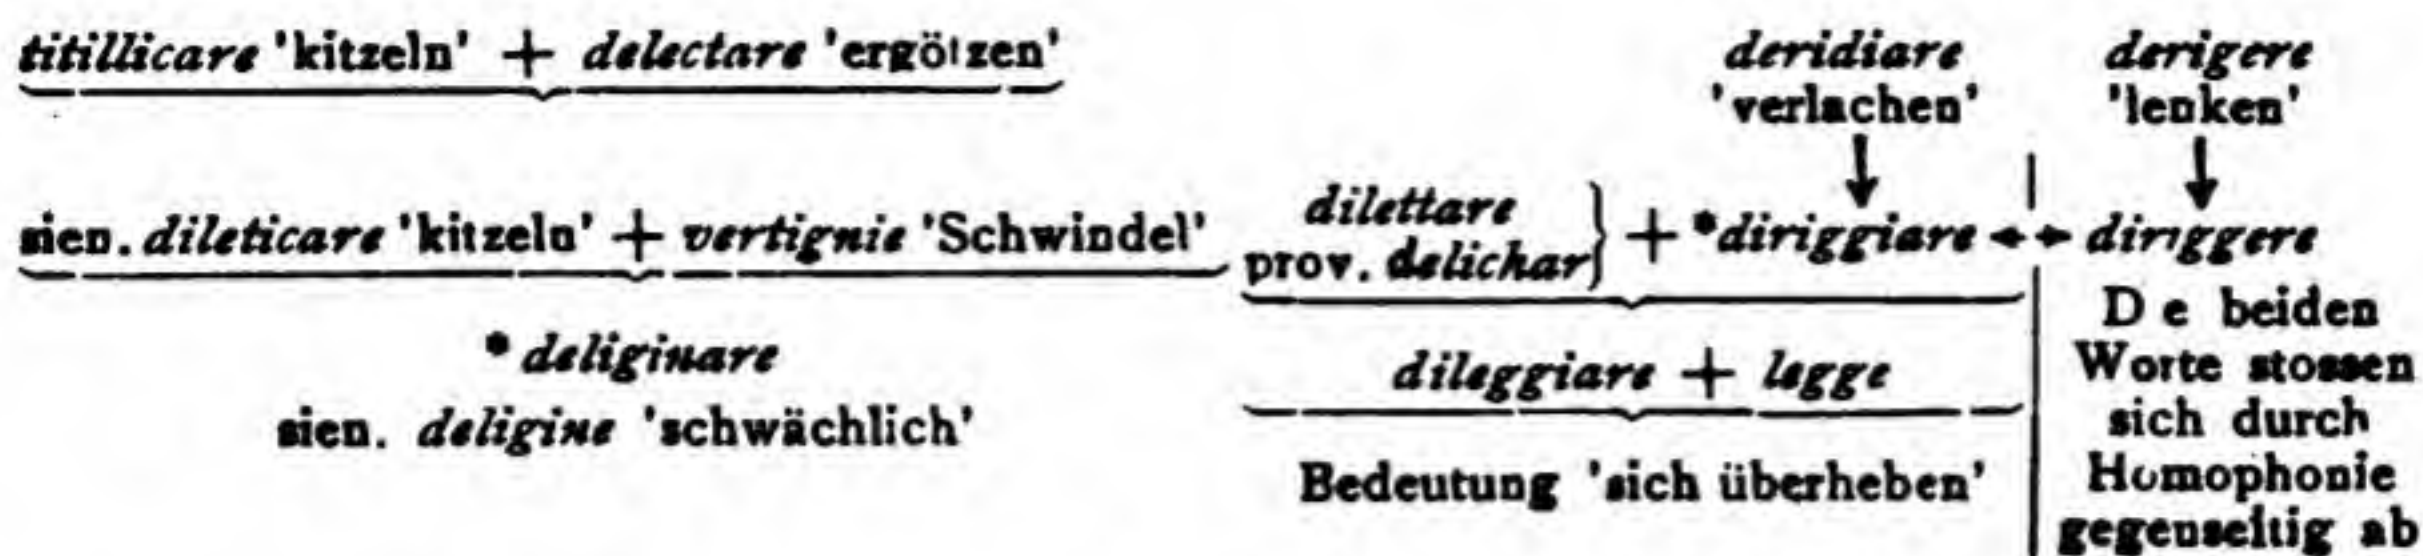 titillicare 'kitzeln' + delectare 'ergötzen'
deridiare
'verlachen'
derigere
'lenken'
sien. dileticare 'kitzeln' + vertignie 'Schwindel'
dilettare
prov. delichar} + *diriggiare ↔ diriggere
* deliginare
sien. deligine 'schwächlich'
dileggiare + legge
Bedeutung 'sich überheben'
D e beiden
Worte stossen
sich durch
Homophonie
gegenseitig ab